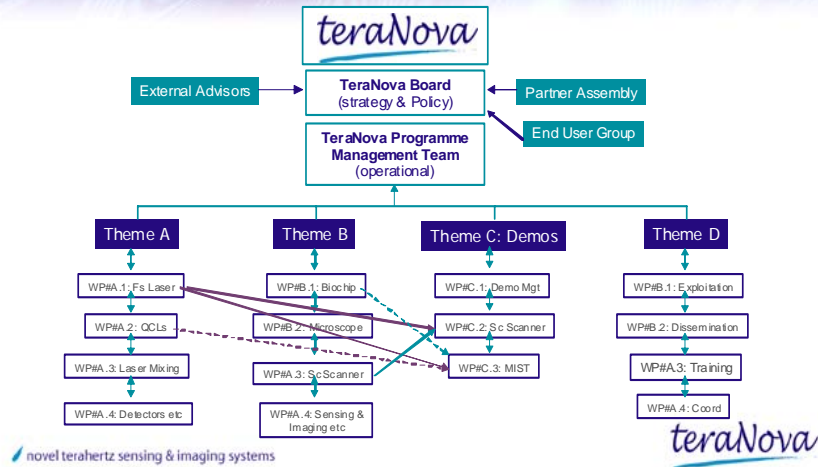 teraNova
External Advisors
TeraNova Board
(strategy & Policy)
Partner Assembly
End User Group
TeraNova Programme
Management Team
(operational)
Theme A
Theme B
Theme C: Demos
Theme D
WP#A.1: Fs Laser
WP#B.1: Biochip
WP#C.1: Demo Mgt
WP#B.1: Exploitation
WP#A.2: QCLs
WP#B.2: Microscope
WP#C.2: Sc Scanner
WP#B.2: Dissemination
WP#A.3: Laser Mixing
WP#A.3: ScScanner
WP#C.3: MIST
WP#A.3: Training
WP#A.4: Detectors etc
WP#A.4: Sensing &
Imaging etc
WP#A.4: Coord
novel terahertz sensing & imaging systems
teraNova